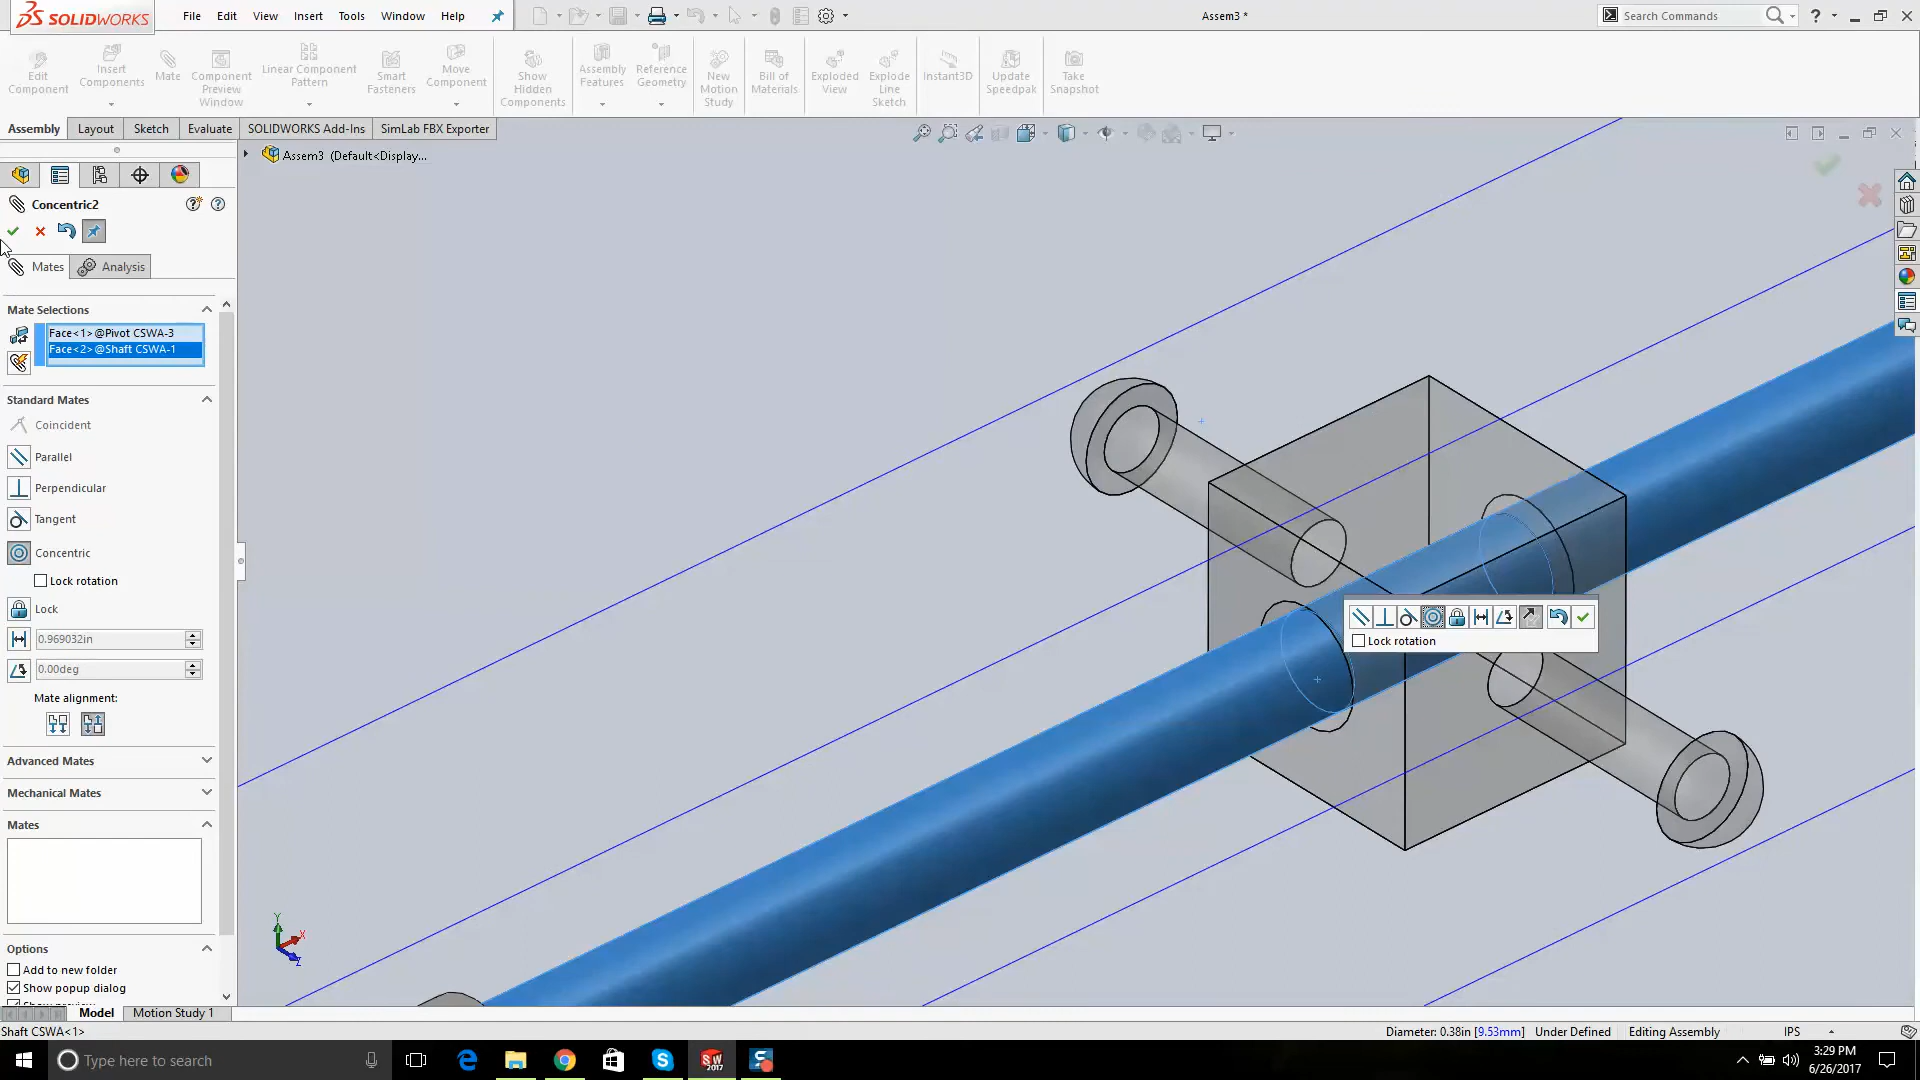 SOLIDWORKS File Edit View Insert Tools Window Help Assem3 * Search Commands
Edit Component
Insert Components
Mate
Component Preview Window
Linear Component Pattern
Smart Fasteners
Move Component
Show Hidden Components
Assembly Features
Reference Geometry
New Motion Study
Bill of Materials
Exploded View
Explode Line Sketch
Instant3D
Update Speedpak
Take Snapshot
Assembly Layout Sketch Evaluate SOLIDWORKS Add-Ins SimLab FBX Exporter
Assem3 (Default<Display...
Concentric2
Mates Analysis
Mate Selections
Face<1>@Pivot CSWA-3
Face<2>@Shaft CSWA-1
Standard Mates
Coincident
Parallel
Perpendicular
Tangent
Concentric
Lock rotation
Lock
0.969032in
0.00deg
Mate alignment:
Advanced Mates
Mechanical Mates
Mates
Options
Add to new folder
Show popup dialog
Lock rotation
Y
X
Z
Model Motion Study 1
Shaft CSWA<1> Diameter: 0.38in [9.53mm] Under Defined Editing Assembly IPS
Type here to search
SW
2017
3:29 PM
6/26/2017